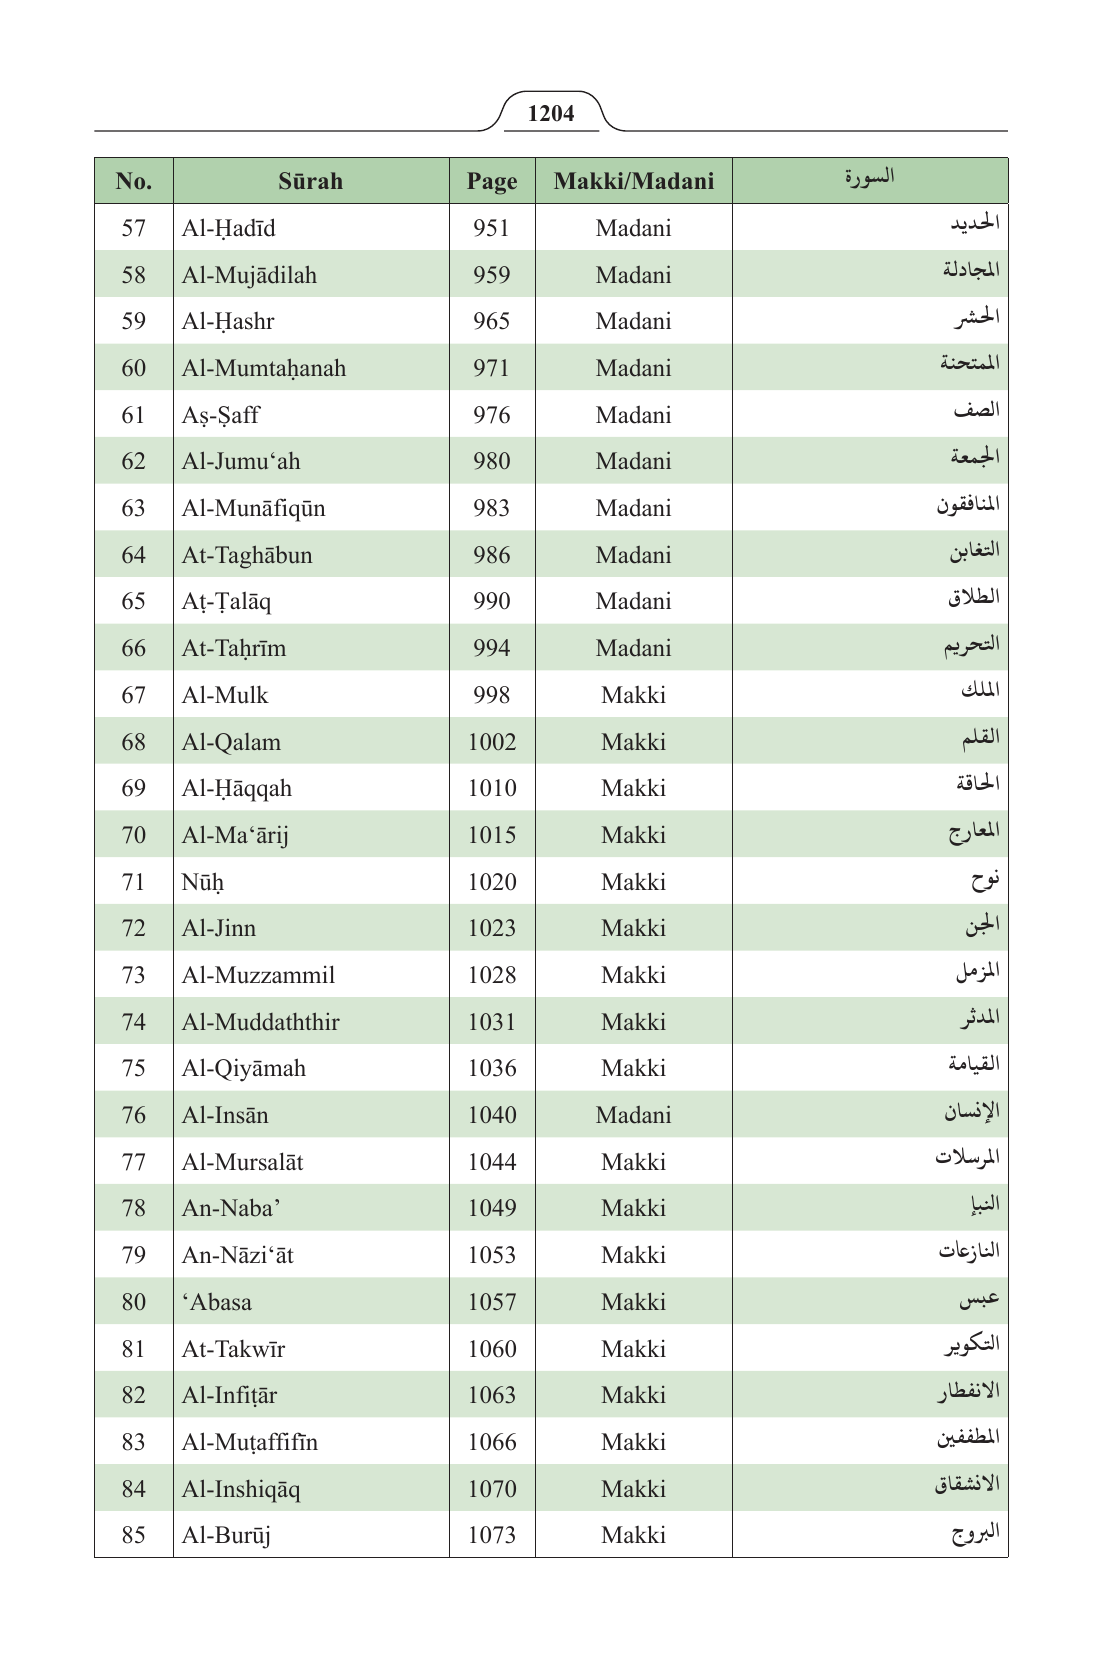 1204
No. Sūrah Page Makki/Madani السورة
57 Al-Ḥadīd 951 Madani الحديد
58 Al-Mujādilah 959 Madani المجادلة
59 Al-Ḥashr 965 Madani الحشر
60 Al-Mumtaḥanah 971 Madani الممتحنة
61 Aṣ-Ṣaff 976 Madani الصف
62 Al-Jumu‘ah 980 Madani الجمعة
63 Al-Munāfiqūn 983 Madani المنافقون
64 At-Taghābun 986 Madani التغابن
65 Aṭ-Ṭalāq 990 Madani الطلاق
66 At-Taḥrīm 994 Madani التحريم
67 Al-Mulk 998 Makki الملك
68 Al-Qalam 1002 Makki القلم
69 Al-Ḥāqqah 1010 Makki الحاقة
70 Al-Ma‘ārij 1015 Makki المعارج
71 Nūḥ 1020 Makki نوح
72 Al-Jinn 1023 Makki الجن
73 Al-Muzzammil 1028 Makki المزمل
74 Al-Muddaththir 1031 Makki المدثر
75 Al-Qiyāmah 1036 Makki القيامة
76 Al-Insān 1040 Madani الإنسان
77 Al-Mursalāt 1044 Makki المرسلات
78 An-Naba’ 1049 Makki النبإ
79 An-Nāzi‘āt 1053 Makki النازعات
80 ‘Abasa 1057 Makki عبس
81 At-Takwīr 1060 Makki التكوير
82 Al-Infiṭār 1063 Makki الانفطار
83 Al-Muṭaffifīn 1066 Makki المطففين
84 Al-Inshiqāq 1070 Makki الانشقاق
85 Al-Burūj 1073 Makki البروج